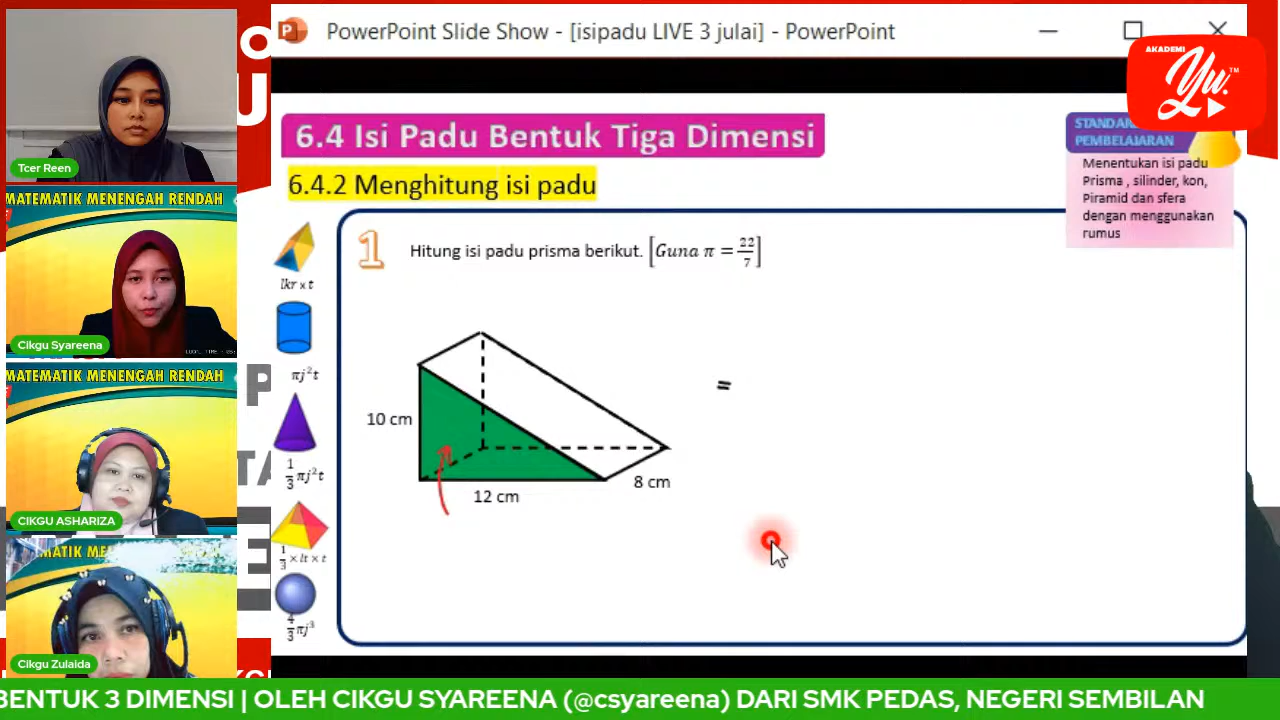 PowerPoint Slide Show - [isipadu LIVE 3 julai] - PowerPoint
AKADEMI
Yu.
TM
6.4 Isi Padu Bentuk Tiga Dimensi
6.4.2 Menghitung isi padu
STANDAR
PEMBELAJARAN
Menentukan isi padu
Prisma , silinder, kon,
Piramid dan sfera
dengan menggunakan
rumus
1
Hitung isi padu prisma berikut. [Guna π = 22/7]
lkr × t
πj²t
1/3 πj²t
1/3 × lt × t
4/3 πj³
10 cm
12 cm
8 cm
=
Tcer Reen
MATEMATIK MENENGAH RENDAH
Cikgu Syareena
MATEMATIK MENENGAH RENDAH
CIKGU ASHARIZA
Cikgu Zulaida
BENTUK 3 DIMENSI | OLEH CIKGU SYAREENA (@csyareena) DARI SMK PEDAS, NEGERI SEMBILAN